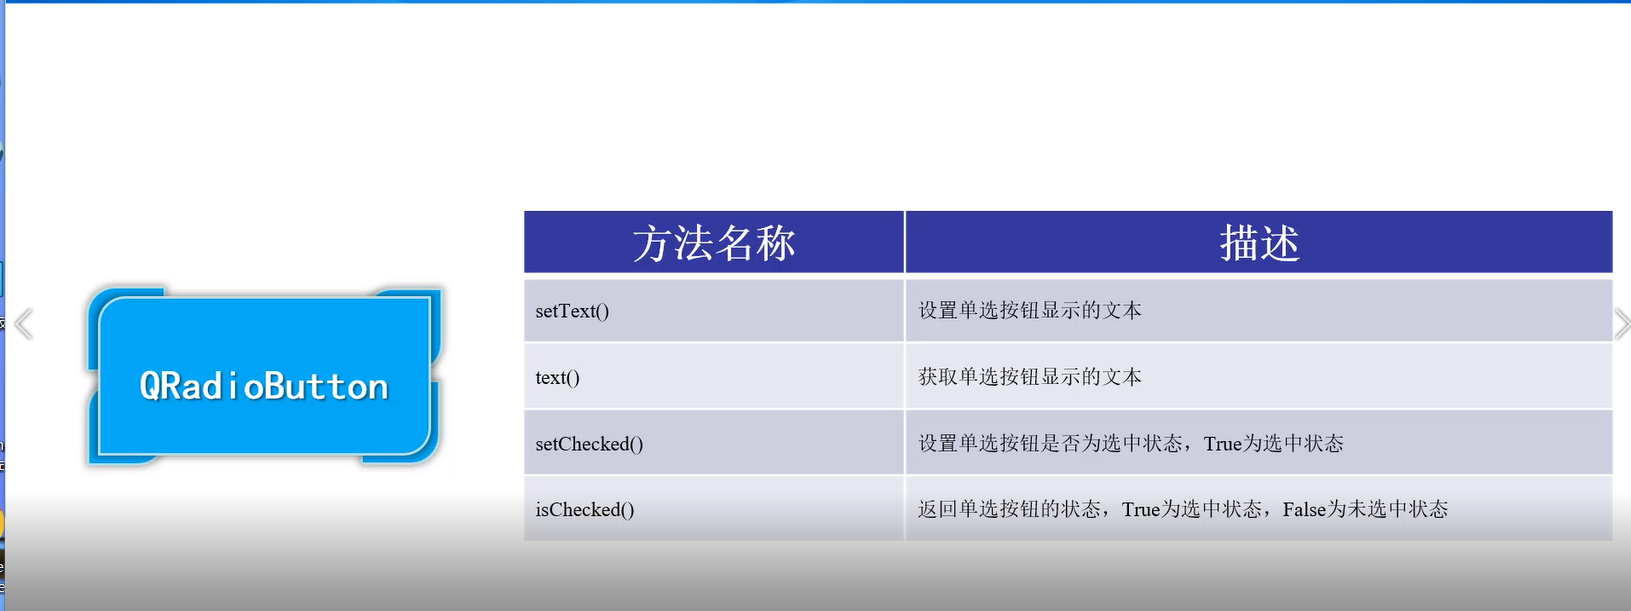 方法名称
描述
setText()
设置单选按钮显示的文本
text()
获取单选按钮显示的文本
QRadioButton
setChecked()
设置单选按钮是否为选中状态，True为选中状态
isChecked()
返回单选按钮的状态，True为选中状态，False为未选中状态